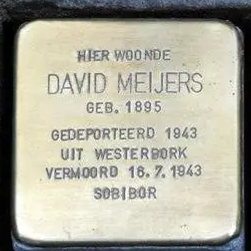 HIER WOONDE
DAVID MEIJERS
GEB. 1895
GEDEPORTEERD 1943
UIT WESTERBORK
VERMOORD 16.7.1943
SOBIBOR